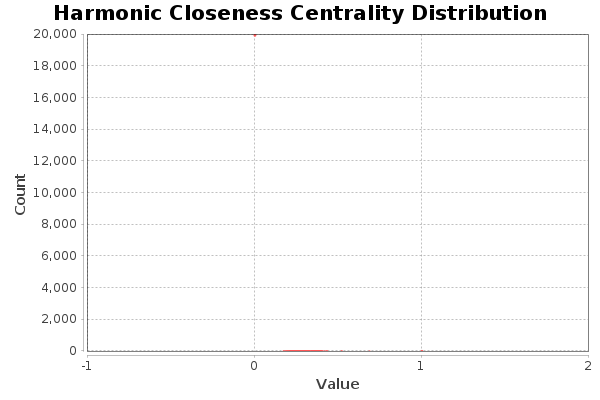 Harmonic Closeness Centrality Distribution
20,000
18,000
16,000
14,000
12,000
10,000
8,000
6,000
4,000
2,000
0
Count
-1 0 1 2
Value